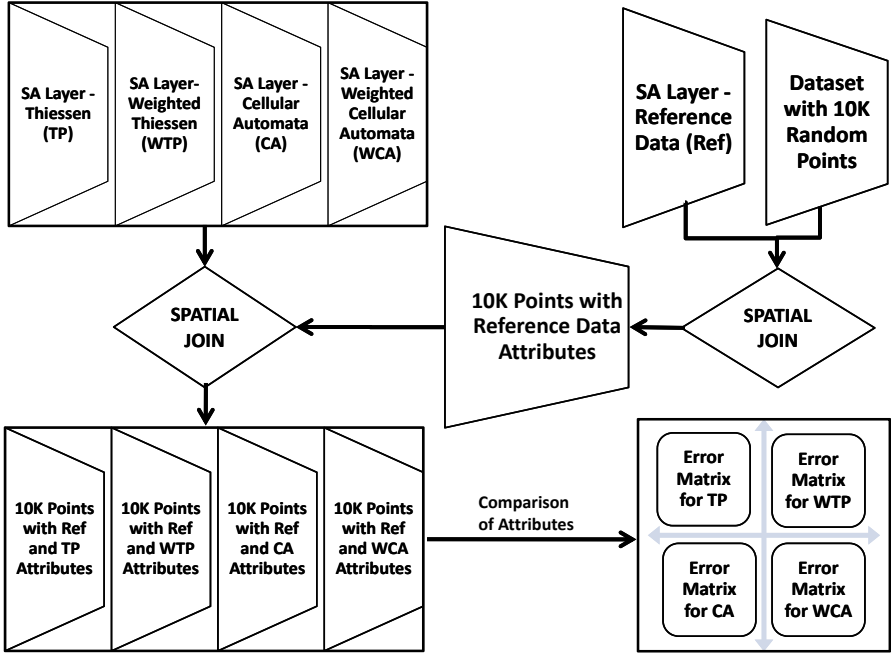 SA Layer -
Thiessen
(TP)
SA Layer-
Weighted
Thiessen
(WTP)
SA Layer -
Cellular
Automata
(CA)
SA Layer -
Weighted
Cellular
Automata
(WCA)
SA Layer -
Reference
Data (Ref)
Dataset
with 10K
Random
Points
SPATIAL
JOIN
10K Points with
Reference Data
Attributes
SPATIAL
JOIN
10K Points
with Ref
and TP
Attributes
10K Points
with Ref
and WTP
Attributes
10K Points
with Ref
and CA
Attributes
10K Points
with Ref
and WCA
Attributes
Comparison
of Attributes
Error
Matrix
for TP
Error
Matrix
for WTP
Error
Matrix
for CA
Error
Matrix
for WCA